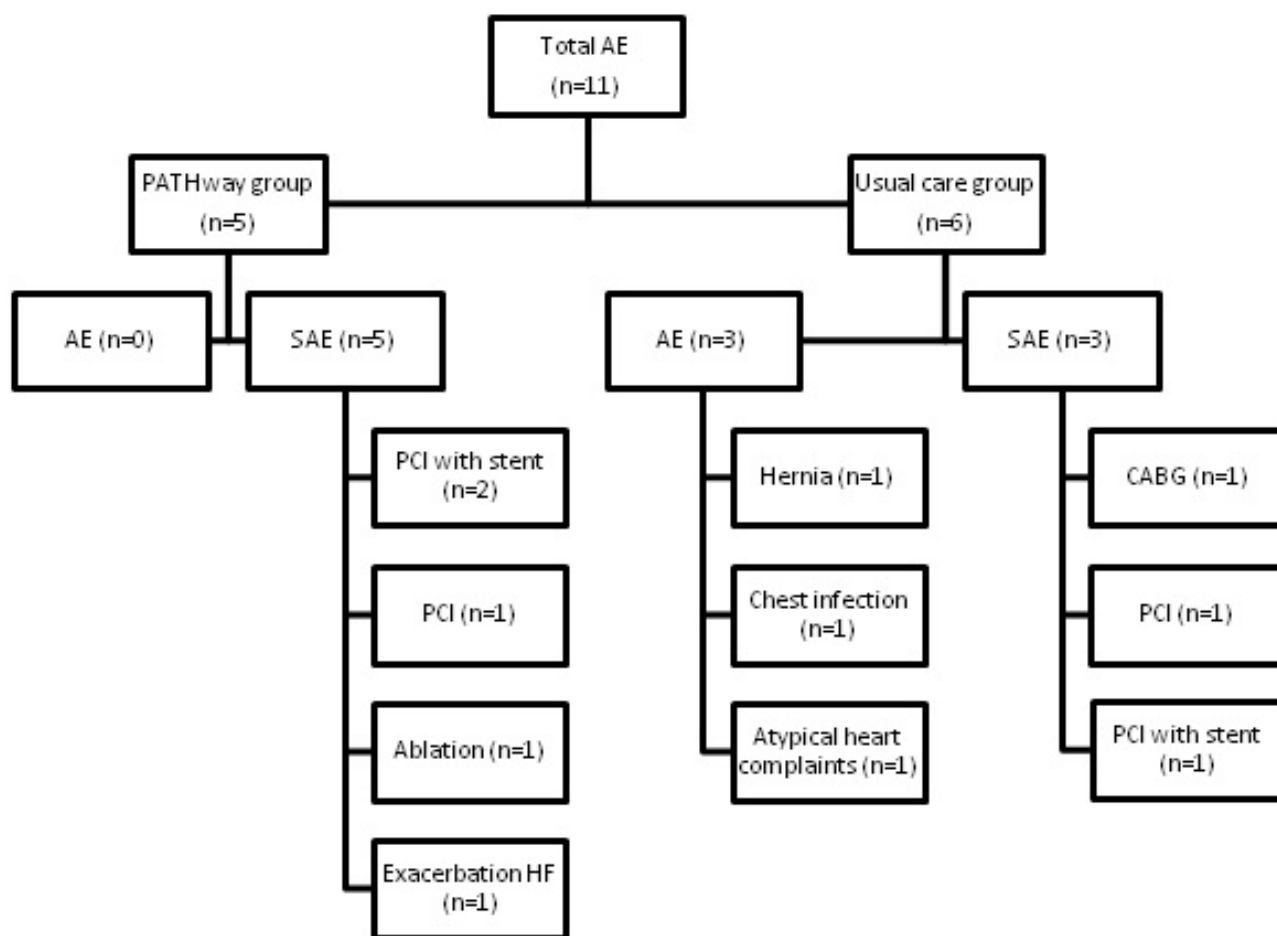 Total AE
(n=11)
PATHway group
(n=5)
Usual care group
(n=6)
AE (n=0)
SAE (n=5)
AE (n=3)
SAE (n=3)
PCI with stent
(n=2)
PCI (n=1)
Ablation (n=1)
Exacerbation HF
(n=1)
Hernia (n=1)
Chest infection
(n=1)
Atypical heart
complaints (n=1)
CABG (n=1)
PCI (n=1)
PCI with stent
(n=1)